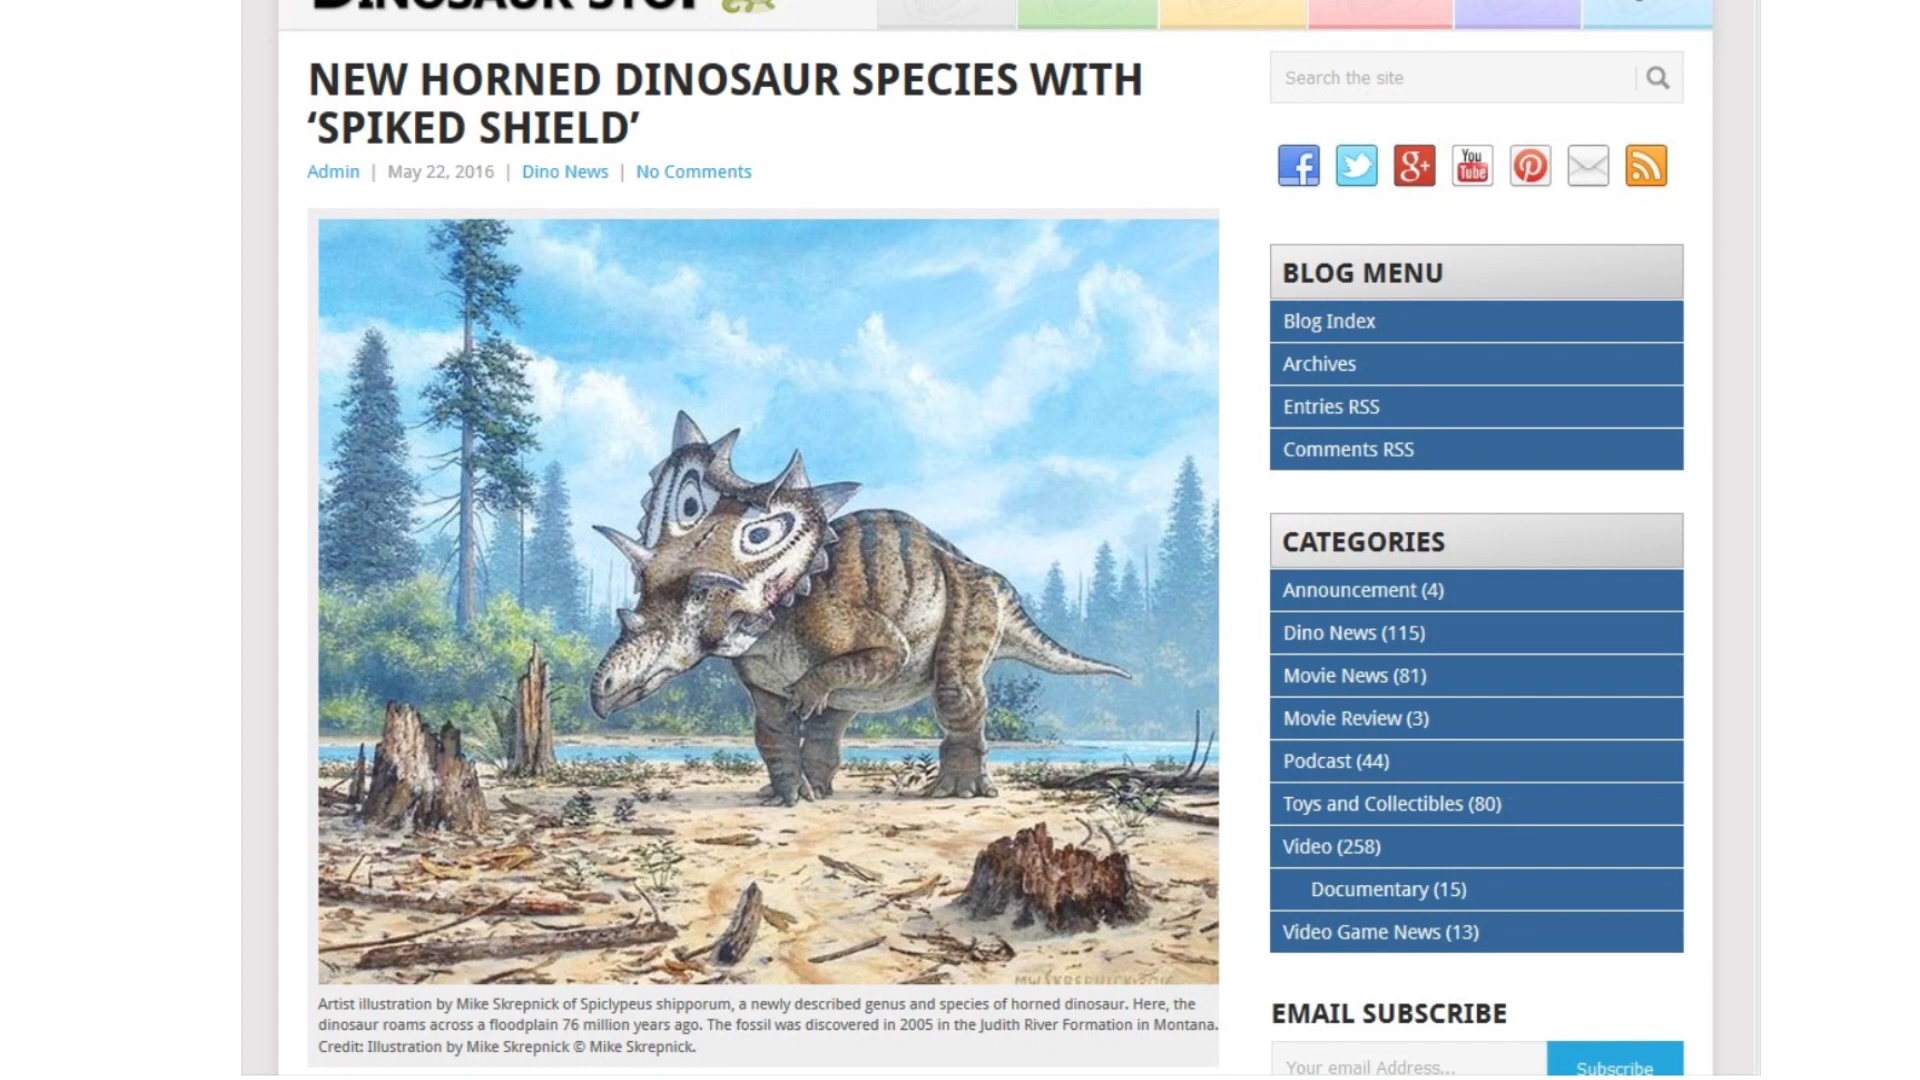 DINOSAUR STOP
NEW HORNED DINOSAUR SPECIES WITH
‘SPIKED SHIELD’
Admin | May 22, 2016 | Dino News | No Comments
MWSKREPNICK2016
Artist illustration by Mike Skrepnick of Spiclypeus shipporum, a newly described genus and species of horned dinosaur. Here, the
dinosaur roams across a floodplain 76 million years ago. The fossil was discovered in 2005 in the Judith River Formation in Montana.
Credit: Illustration by Mike Skrepnick © Mike Skrepnick.
Search the site
f
g+
You
Tube
BLOG MENU
Blog Index
Archives
Entries RSS
Comments RSS
CATEGORIES
Announcement (4)
Dino News (115)
Movie News (81)
Movie Review (3)
Podcast (44)
Toys and Collectibles (80)
Video (258)
Documentary (15)
Video Game News (13)
EMAIL SUBSCRIBE
Your email Address...
Subscribe